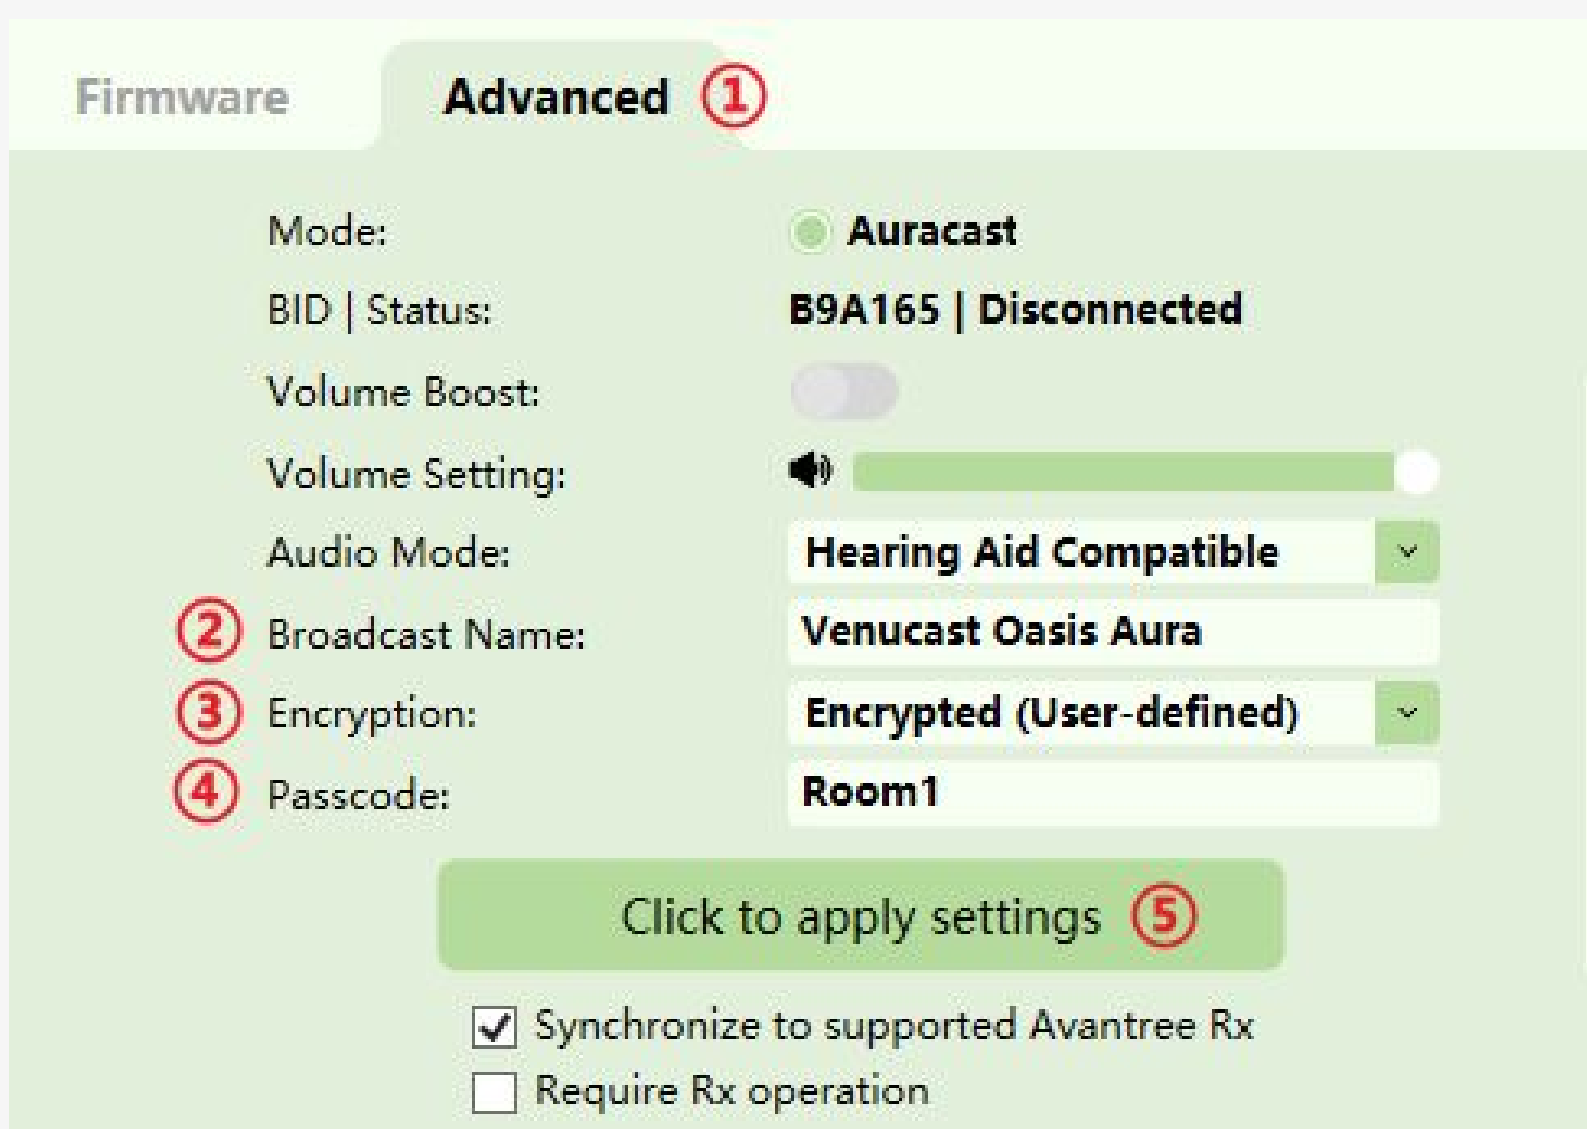 Firmware Advanced ①
Mode: Auracast
BID | Status: B9A165 | Disconnected
Volume Boost:
Volume Setting:
Audio Mode: Hearing Aid Compatible
② Broadcast Name: Venucast Oasis Aura
③ Encryption: Encrypted (User-defined)
④ Passcode: Room1
Click to apply settings ⑤
Synchronize to supported Avantree Rx
Require Rx operation